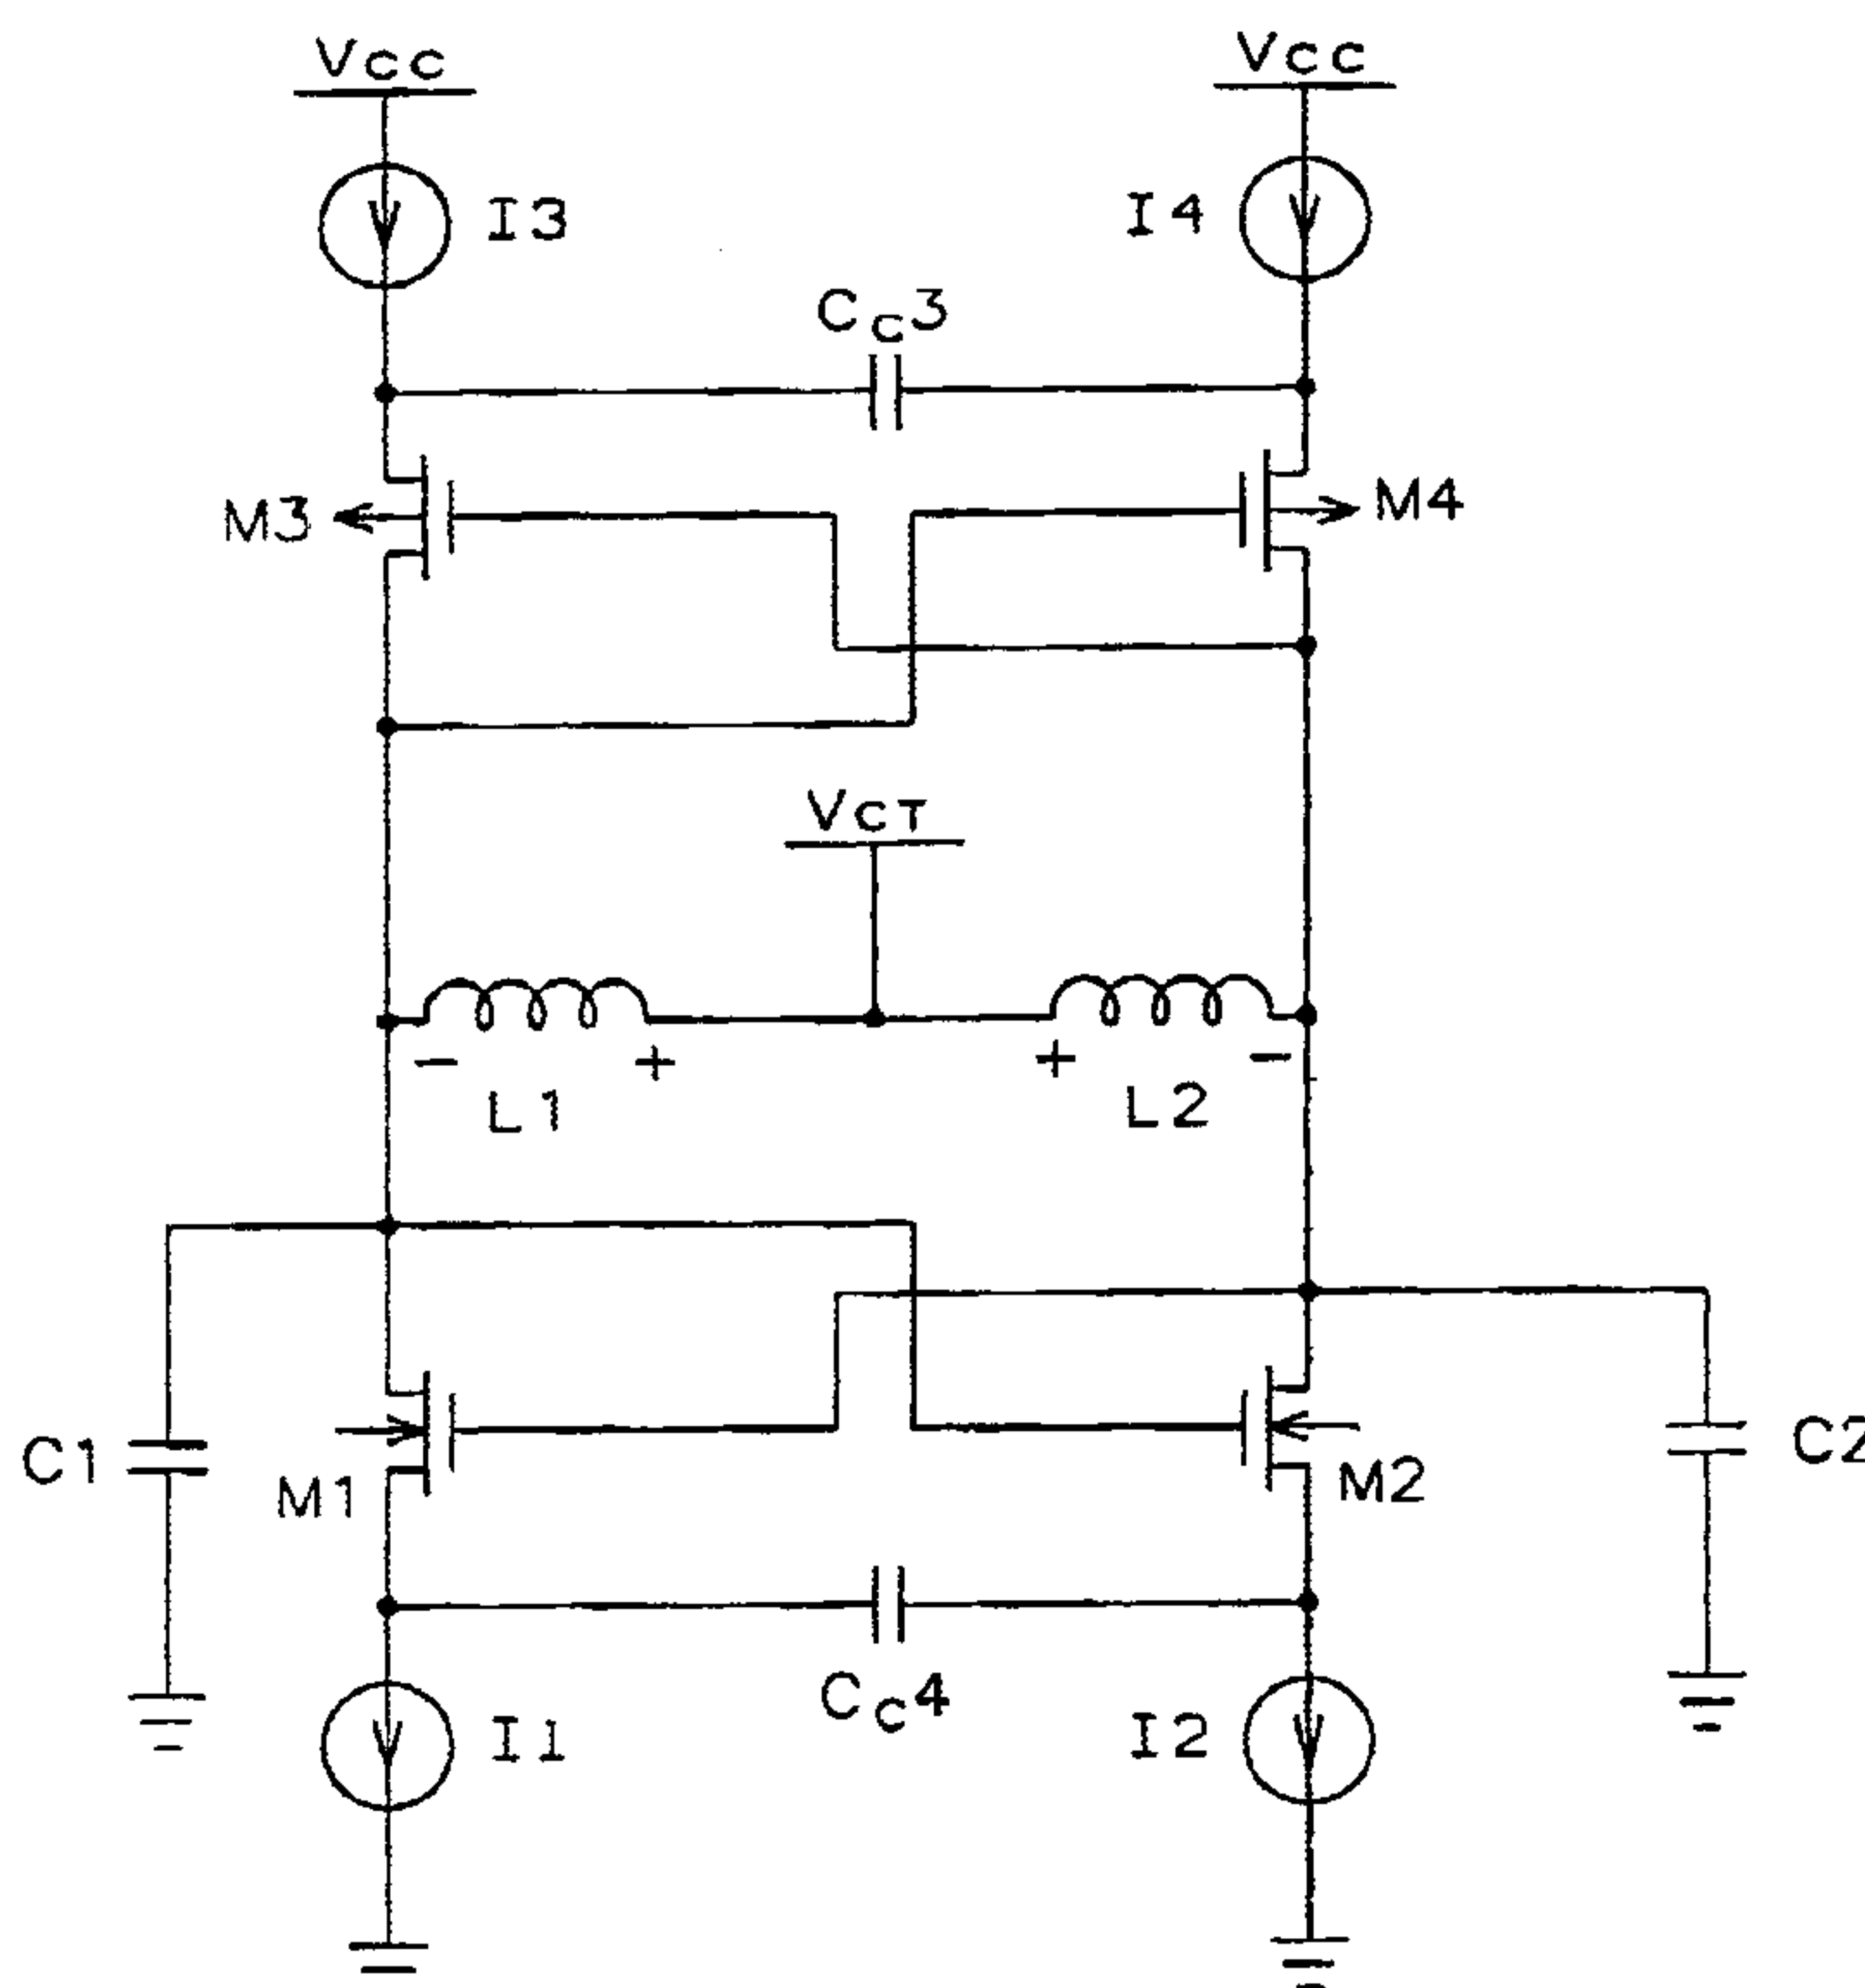 Vcc
Vcc
I3
I4
Cc3
M3
M4
VCT
- +
+ -
L1
L2
C1
C2
M1
M2
Cc4
I1
I2